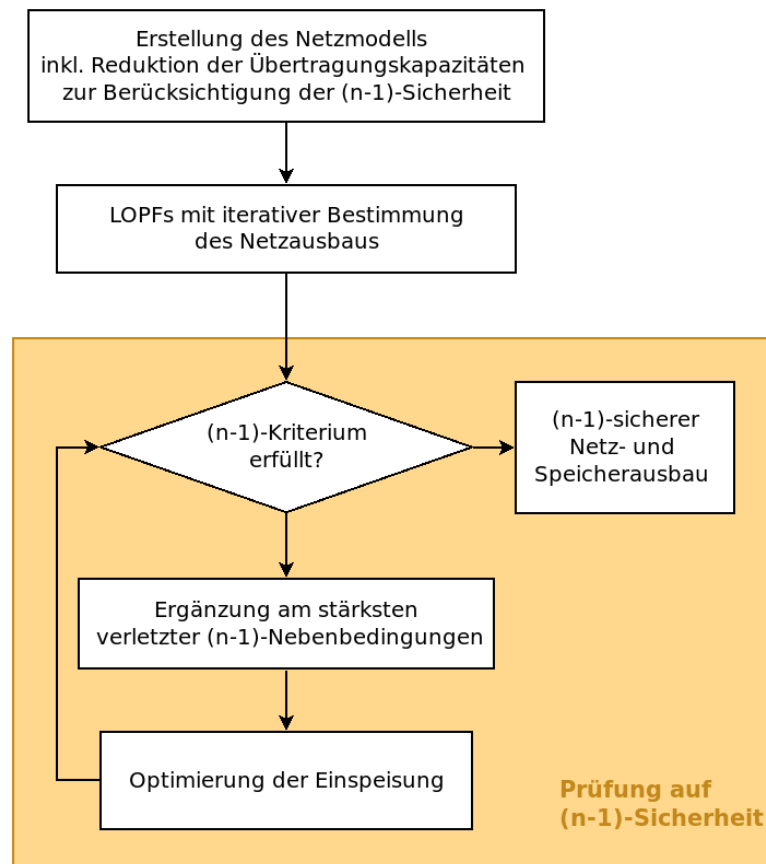 Erstellung des Netzmodells
inkl. Reduktion der Übertragungskapazitäten
zur Berücksichtigung der (n-1)-Sicherheit
LOPFs mit iterativer Bestimmung
des Netzausbaus
(n-1)-Kriterium
erfüllt?
(n-1)-sicherer
Netz- und
Speicherausbau
Ergänzung am stärksten
verletzter (n-1)-Nebenbedingungen
Optimierung der Einspeisung
Prüfung auf
(n-1)-Sicherheit